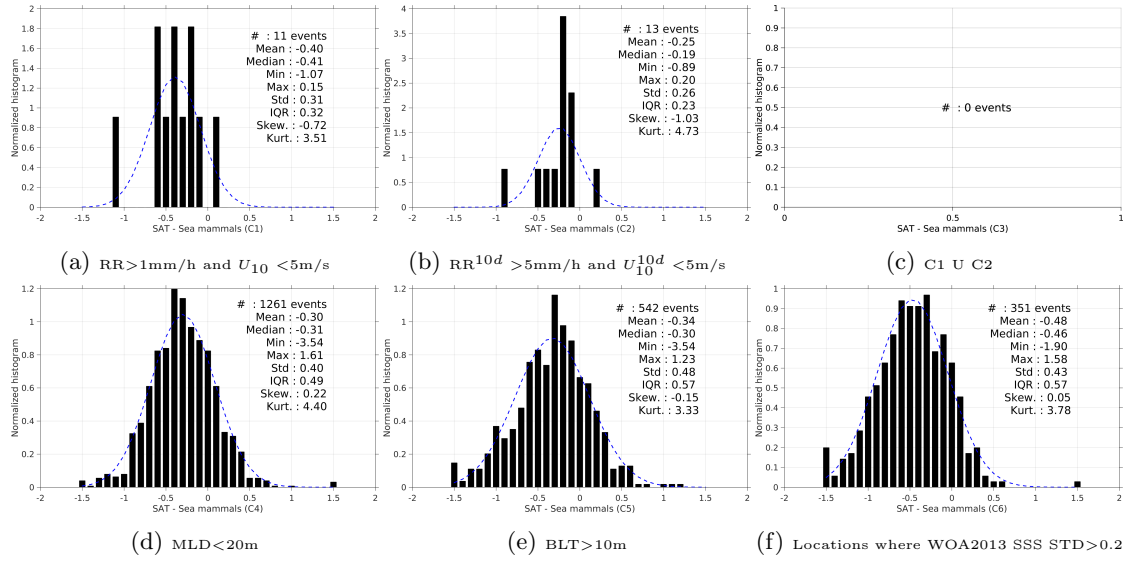 Normalized histogram
2
1.8
1.6
1.4
1.2
1
0.8
0.6
0.4
0.2
0
-2 -1.5 -1 -0.5 0 0.5 1 1.5 2
SAT - Sea mammals (C1)
# : 11 events
Mean : -0.40
Median : -0.41
Min : -1.07
Max : 0.15
Std : 0.31
IQR : 0.32
Skew. : -0.72
Kurt. : 3.51
(a) RR>1mm/h and U10 <5m/s
Normalized histogram
4
3.5
3
2.5
2
1.5
1
0.5
0
-2 -1.5 -1 -0.5 0 0.5 1 1.5 2
SAT - Sea mammals (C2)
# : 13 events
Mean : -0.25
Median : -0.19
Min : -0.89
Max : 0.20
Std : 0.26
IQR : 0.23
Skew. : -1.03
Kurt. : 4.73
(b) RR10d >5mm/h and U10d10 <5m/s
Normalized histogram
1
0.9
0.8
0.7
0.6
0.5
0.4
0.3
0.2
0.1
0
0 0.5 1
SAT - Sea mammals (C3)
# : 0 events
(c) C1 U C2
Normalized histogram
1.2
1
0.8
0.6
0.4
0.2
0
-2 -1.5 -1 -0.5 0 0.5 1 1.5 2
SAT - Sea mammals (C4)
# : 1261 events
Mean : -0.30
Median : -0.31
Min : -3.54
Max : 1.61
Std : 0.40
IQR : 0.49
Skew. : 0.22
Kurt. : 4.40
(d) MLD<20m
Normalized histogram
1.2
1
0.8
0.6
0.4
0.2
0
-2 -1.5 -1 -0.5 0 0.5 1 1.5 2
SAT - Sea mammals (C5)
# : 542 events
Mean : -0.34
Median : -0.30
Min : -3.54
Max : 1.23
Std : 0.48
IQR : 0.57
Skew. : -0.15
Kurt. : 3.33
(e) BLT>10m
Normalized histogram
1
0.9
0.8
0.7
0.6
0.5
0.4
0.3
0.2
0.1
0
-2 -1.5 -1 -0.5 0 0.5 1 1.5 2
SAT - Sea mammals (C6)
# : 351 events
Mean : -0.48
Median : -0.46
Min : -1.90
Max : 1.58
Std : 0.43
IQR : 0.57
Skew. : 0.05
Kurt. : 3.78
(f) Locations where WOA2013 SSS STD>0.2